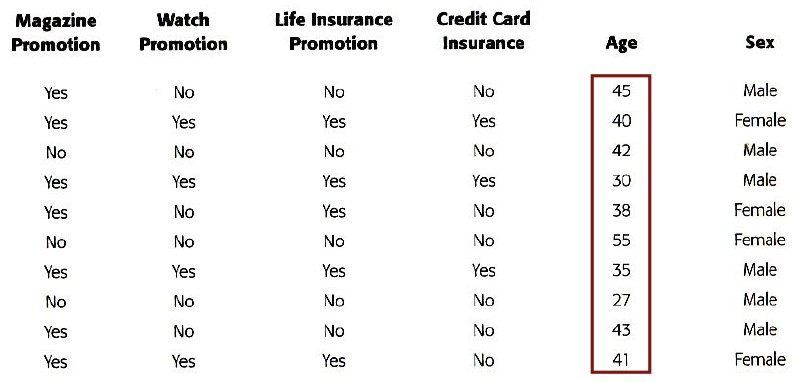 Magazine Promotion Watch Promotion Life Insurance Promotion Credit Card Insurance Age Sex
Yes No No No 45 Male
Yes Yes Yes Yes 40 Female
No No No No 42 Male
Yes Yes Yes Yes 30 Male
Yes No Yes No 38 Female
No No No No 55 Female
Yes Yes Yes Yes 35 Male
No No No No 27 Male
Yes No No No 43 Male
Yes Yes Yes No 41 Female